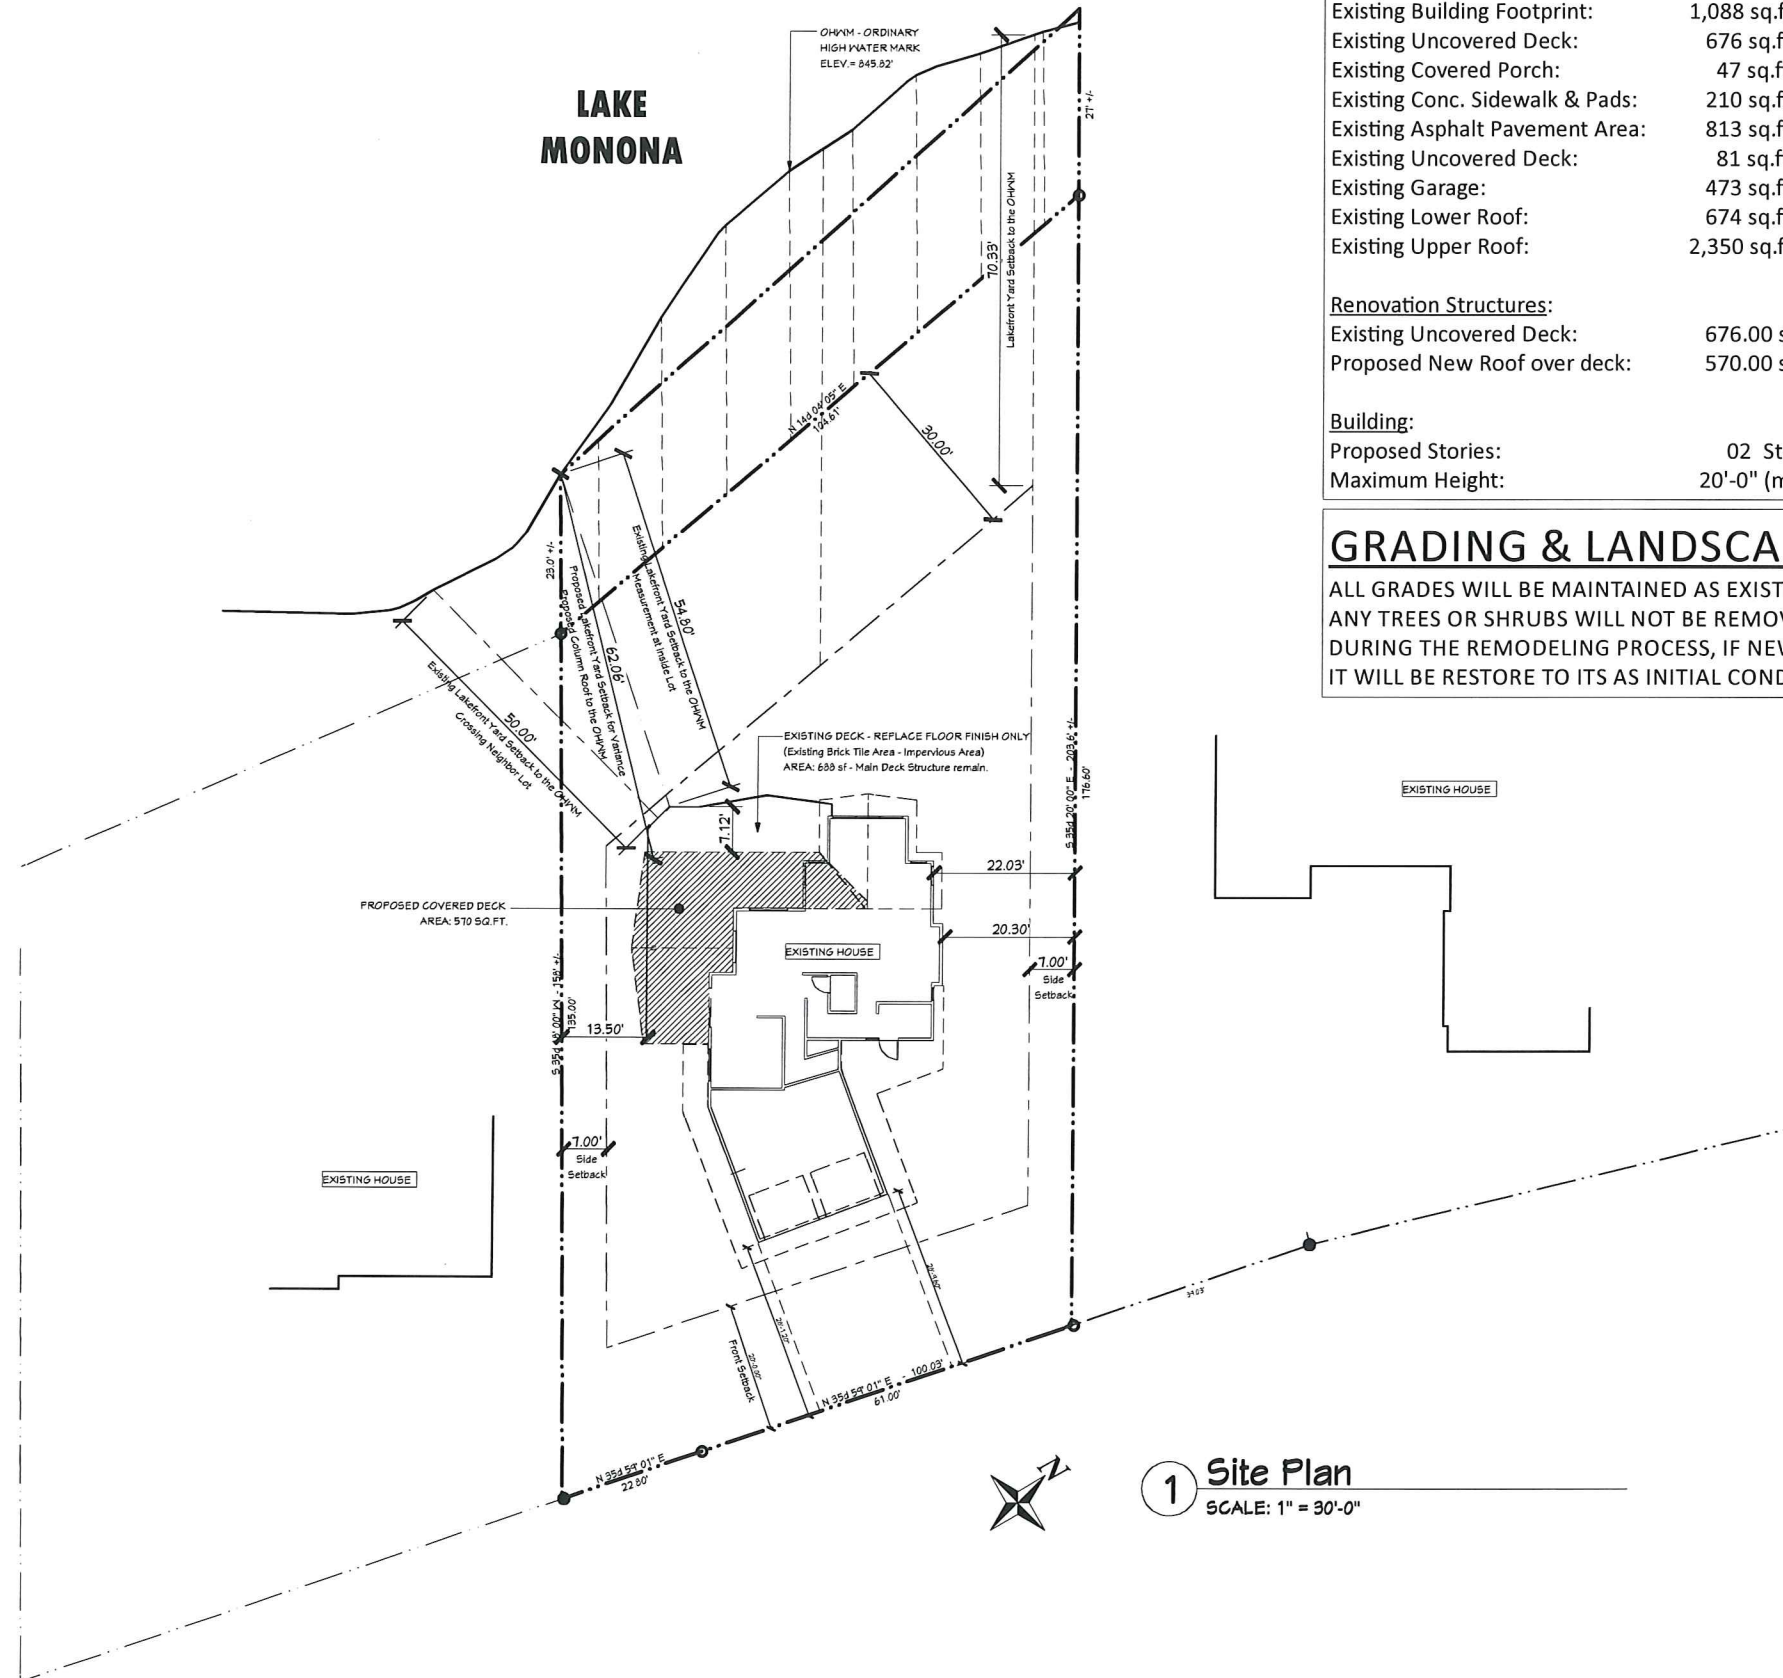 OHWM - ORDINARY
HIGH WATER MARK
ELEV.= 845.82'
LAKE
MONONA
27' +/-
70.33'
Lakefront Yard Setback to the OHWM
N 14d 04' 05" E
104.61'
30.00'
23.0' +/-
54.80'
Existing Lakefront Yard Setback to the OHWM
Measurement at Inside Lot
62.06'
Proposed Lakefront Yard Setback for Variance
Proposed Column Roof to the OHWM
50.00'
Existing Lakefront Yard Setback to the OHWM
Crossing Neighbor Lot
EXISTING DECK - REPLACE FLOOR FINISH ONLY
(Existing Brick Tile Area - Impervious Area)
AREA: 688 sf - Main Deck Structure remain.
7.12'
176.60'
EXISTING HOUSE
22.03'
PROPOSED COVERED DECK
AREA: 570 SQ.FT.
20.30'
EXISTING HOUSE
7.00'
Side
Setback
135.00'
13.50'
7.00'
Side
Setback
EXISTING HOUSE
Front Setback
N 35d 59' 01" E - 100.03'
61.00'
N 35d 59' 01" E
22.80'
N
1
Site Plan
SCALE: 1" = 30'-0"
Existing Building Footprint: 1,088 sq.f
Existing Uncovered Deck: 676 sq.f
Existing Covered Porch: 47 sq.f
Existing Conc. Sidewalk & Pads: 210 sq.f
Existing Asphalt Pavement Area: 813 sq.f
Existing Uncovered Deck: 81 sq.f
Existing Garage: 473 sq.f
Existing Lower Roof: 674 sq.f
Existing Upper Roof: 2,350 sq.f
Renovation Structures:
Existing Uncovered Deck: 676.00 s
Proposed New Roof over deck: 570.00 s
Building:
Proposed Stories: 02 St
Maximum Height: 20'-0" (m
GRADING & LANDSCA
ALL GRADES WILL BE MAINTAINED AS EXIST
ANY TREES OR SHRUBS WILL NOT BE REMOV
DURING THE REMODELING PROCESS, IF NEV
IT WILL BE RESTORE TO ITS AS INITIAL COND